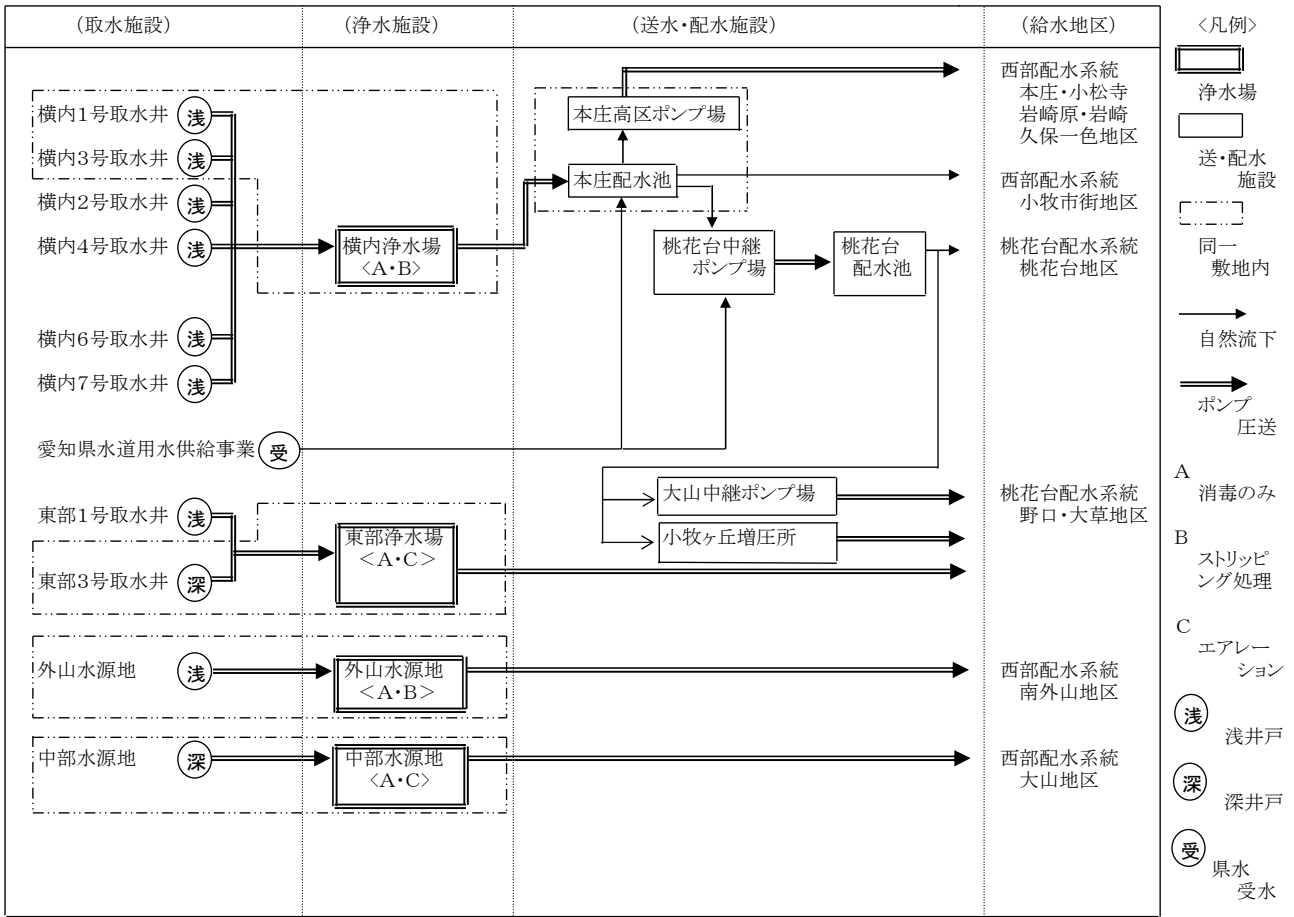 (取水施設)
(浄水施設)
(送水・配水施設)
(給水地区)
〈凡例〉
横内1号取水井 浅
横内3号取水井 浅
横内2号取水井 浅
横内4号取水井 浅
横内6号取水井 浅
横内7号取水井 浅
愛知県水道用水供給事業 受
東部1号取水井 浅
東部3号取水井 深
外山水源地 浅
中部水源地 深
横内浄水場
〈A・B〉
東部浄水場
＜A・C＞
外山水源地
＜A・B＞
中部水源地
〈A・C〉
本庄高区ポンプ場
本庄配水池
桃花台中継
ポンプ場
桃花台
配水池
大山中継ポンプ場
小牧ヶ丘増圧所
西部配水系統
本庄・小松寺
岩崎原・岩崎
久保一色地区
西部配水系統
小牧市街地区
桃花台配水系統
桃花台地区
桃花台配水系統
野口・大草地区
西部配水系統
南外山地区
西部配水系統
大山地区
浄水場
送・配水
施設
同一
敷地内
自然流下
ポンプ
圧送
A
消毒のみ
B
ストリッピ
ング処理
C
エアレー
ション
浅
浅井戸
深
深井戸
受
県水
受水